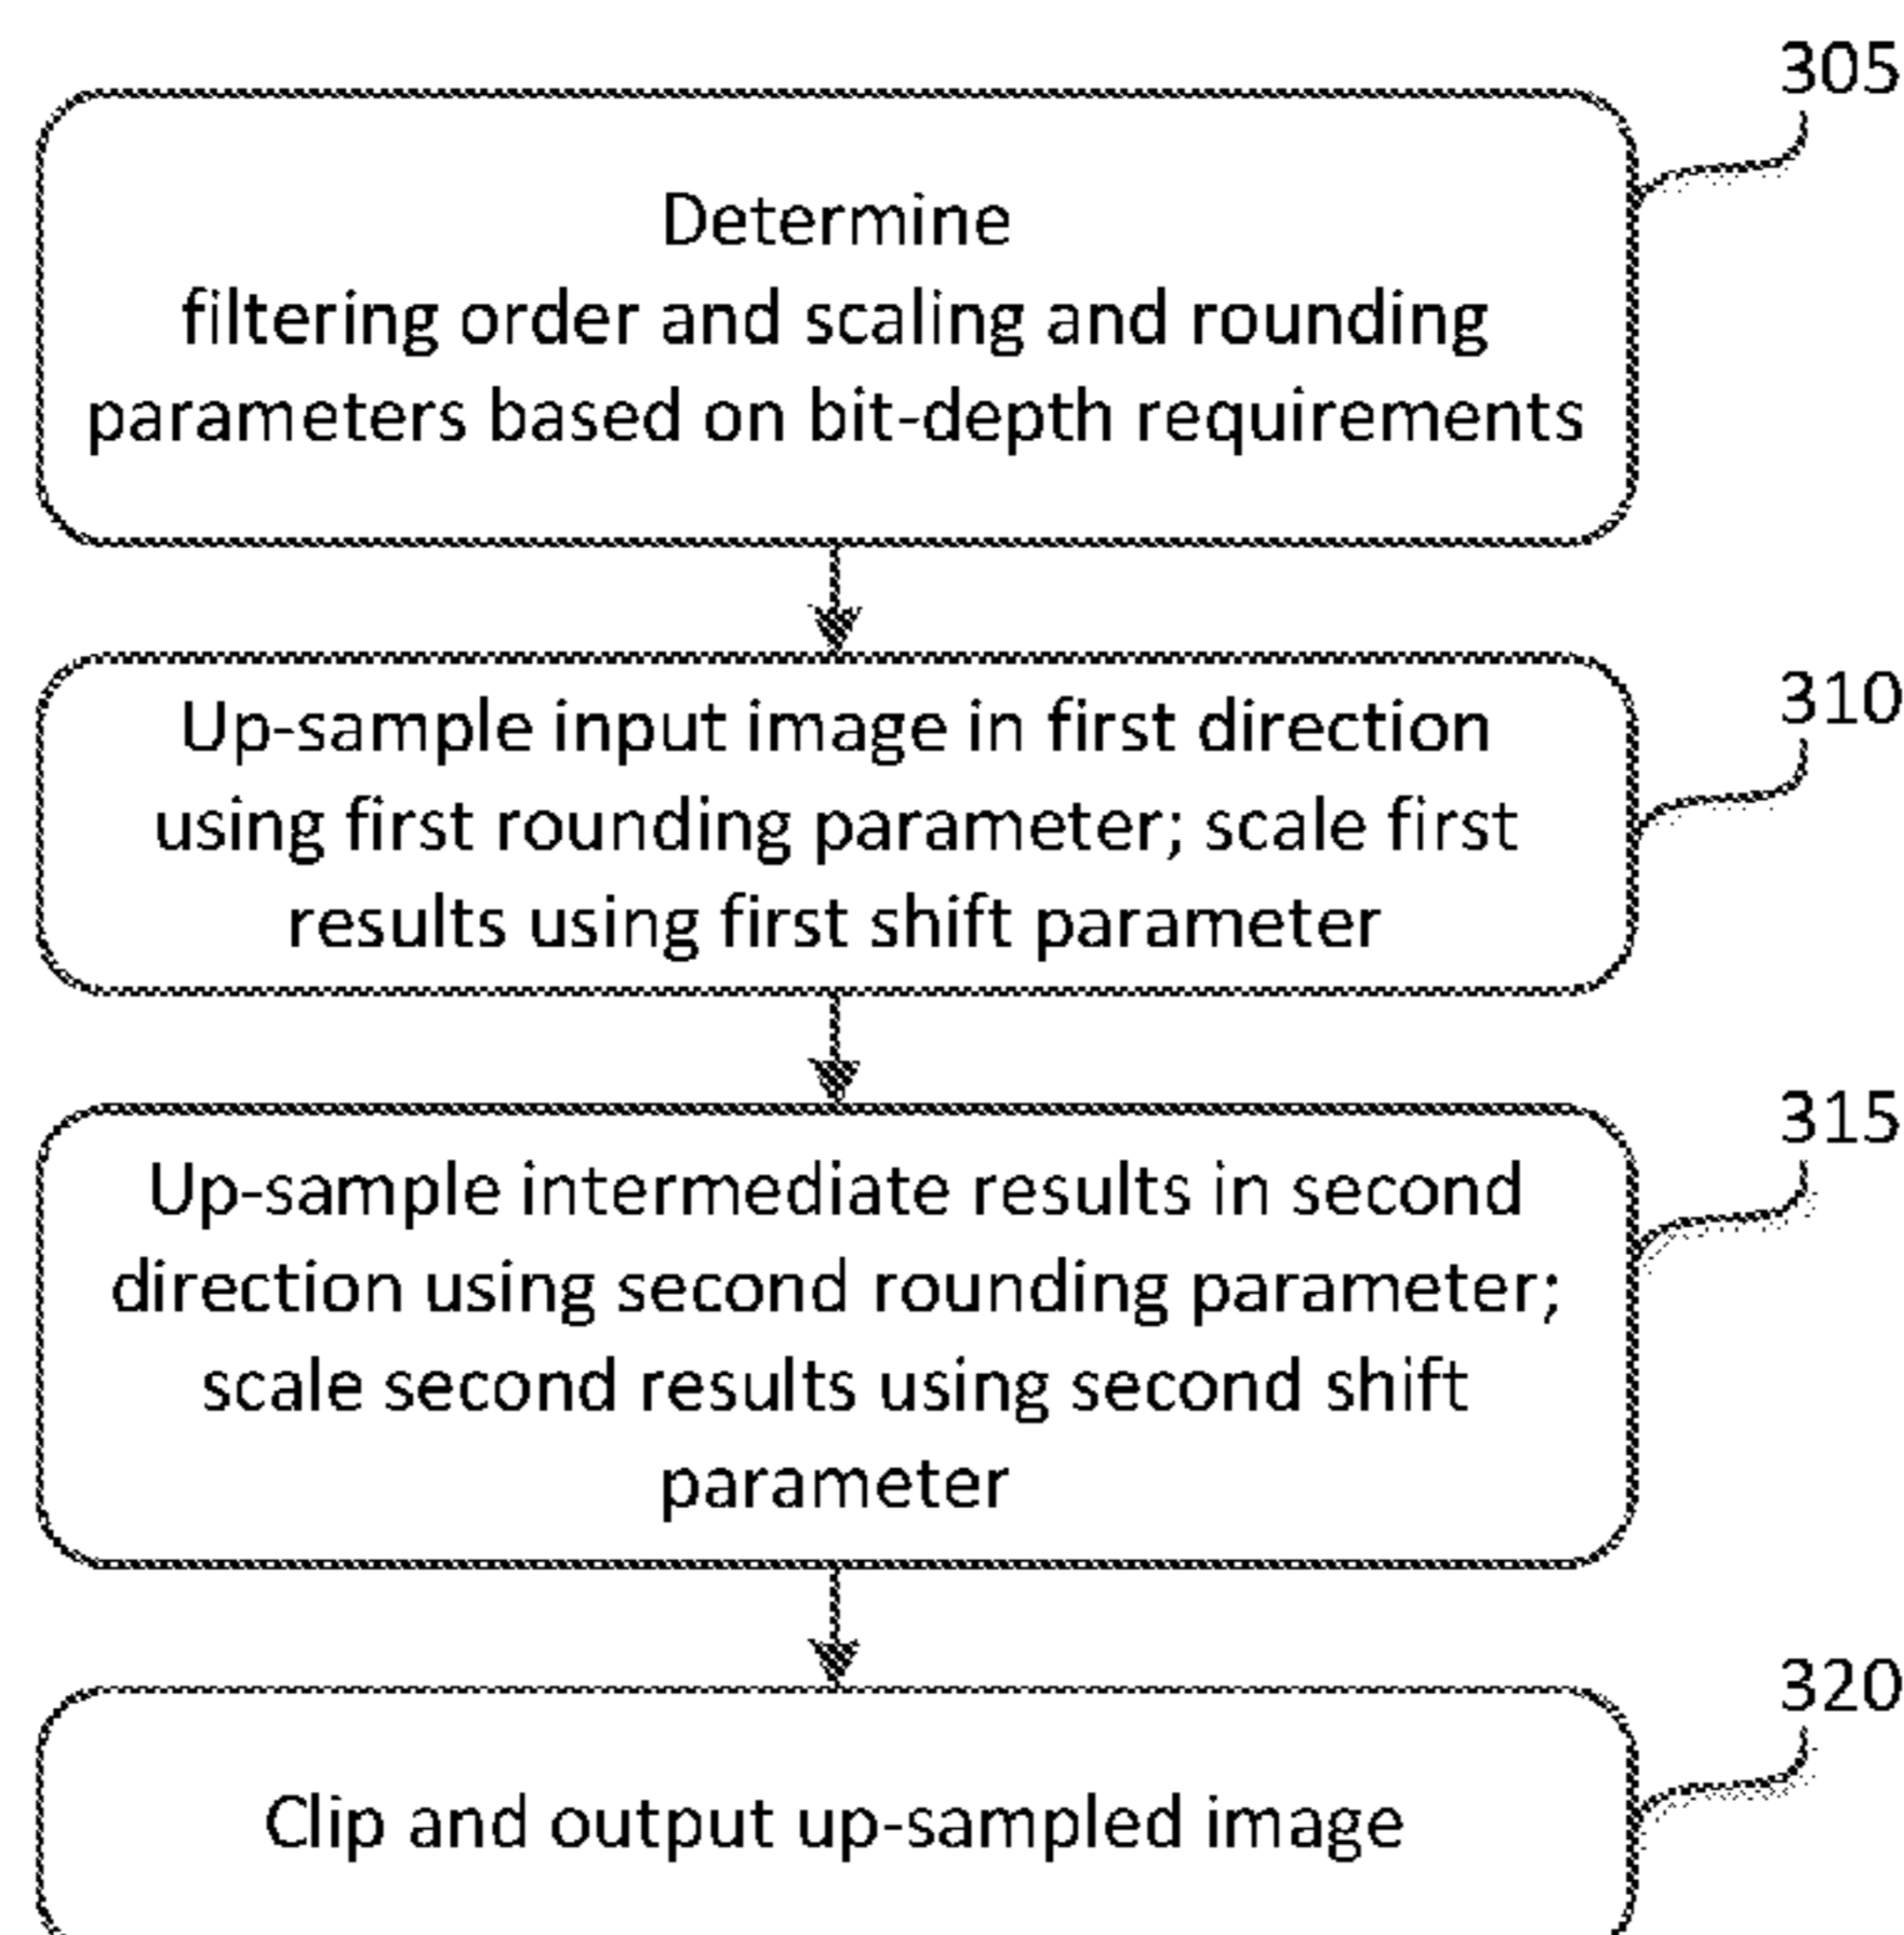 305
Determine
filtering order and scaling and rounding
parameters based on bit-depth requirements
310
Up-sample input image in first direction
using first rounding parameter; scale first
results using first shift parameter
315
Up-sample intermediate results in second
direction using second rounding parameter;
scale second results using second shift
parameter
320
Clip and output up-sampled image